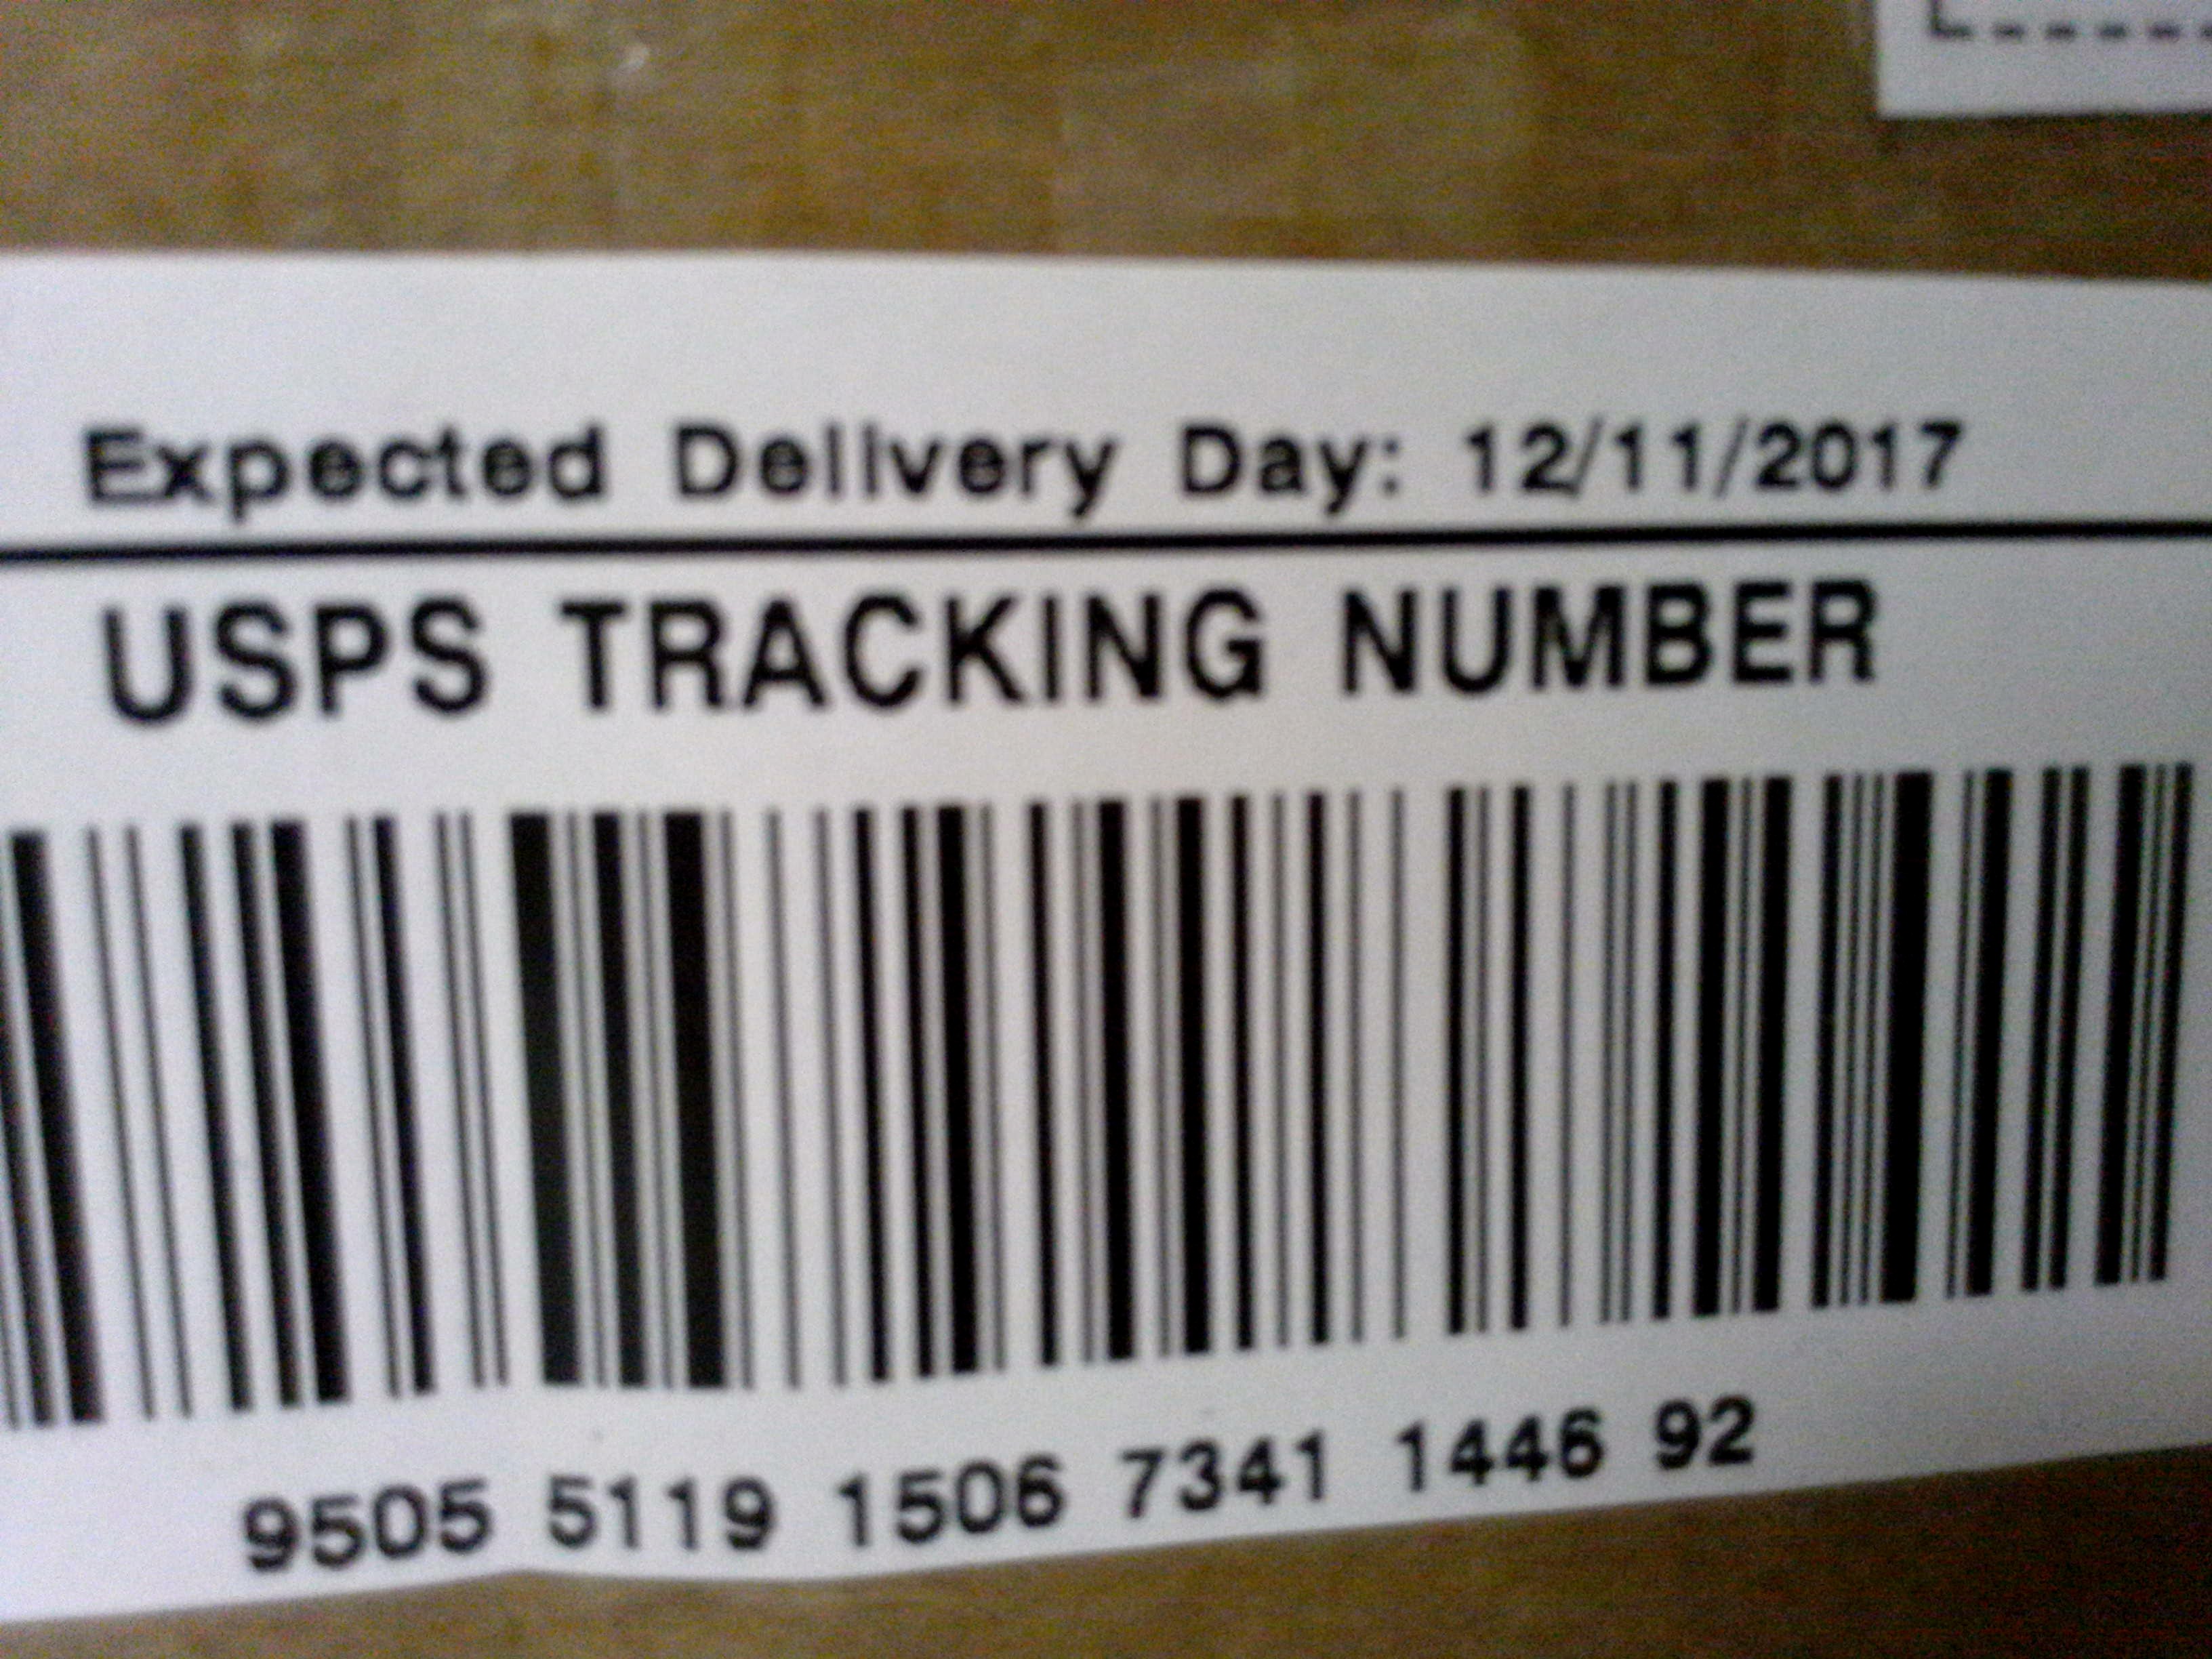 Expected Delivery Day: 12/11/2017
USPS TRACKING NUMBER
9505 5119 1506 7341 1446 92